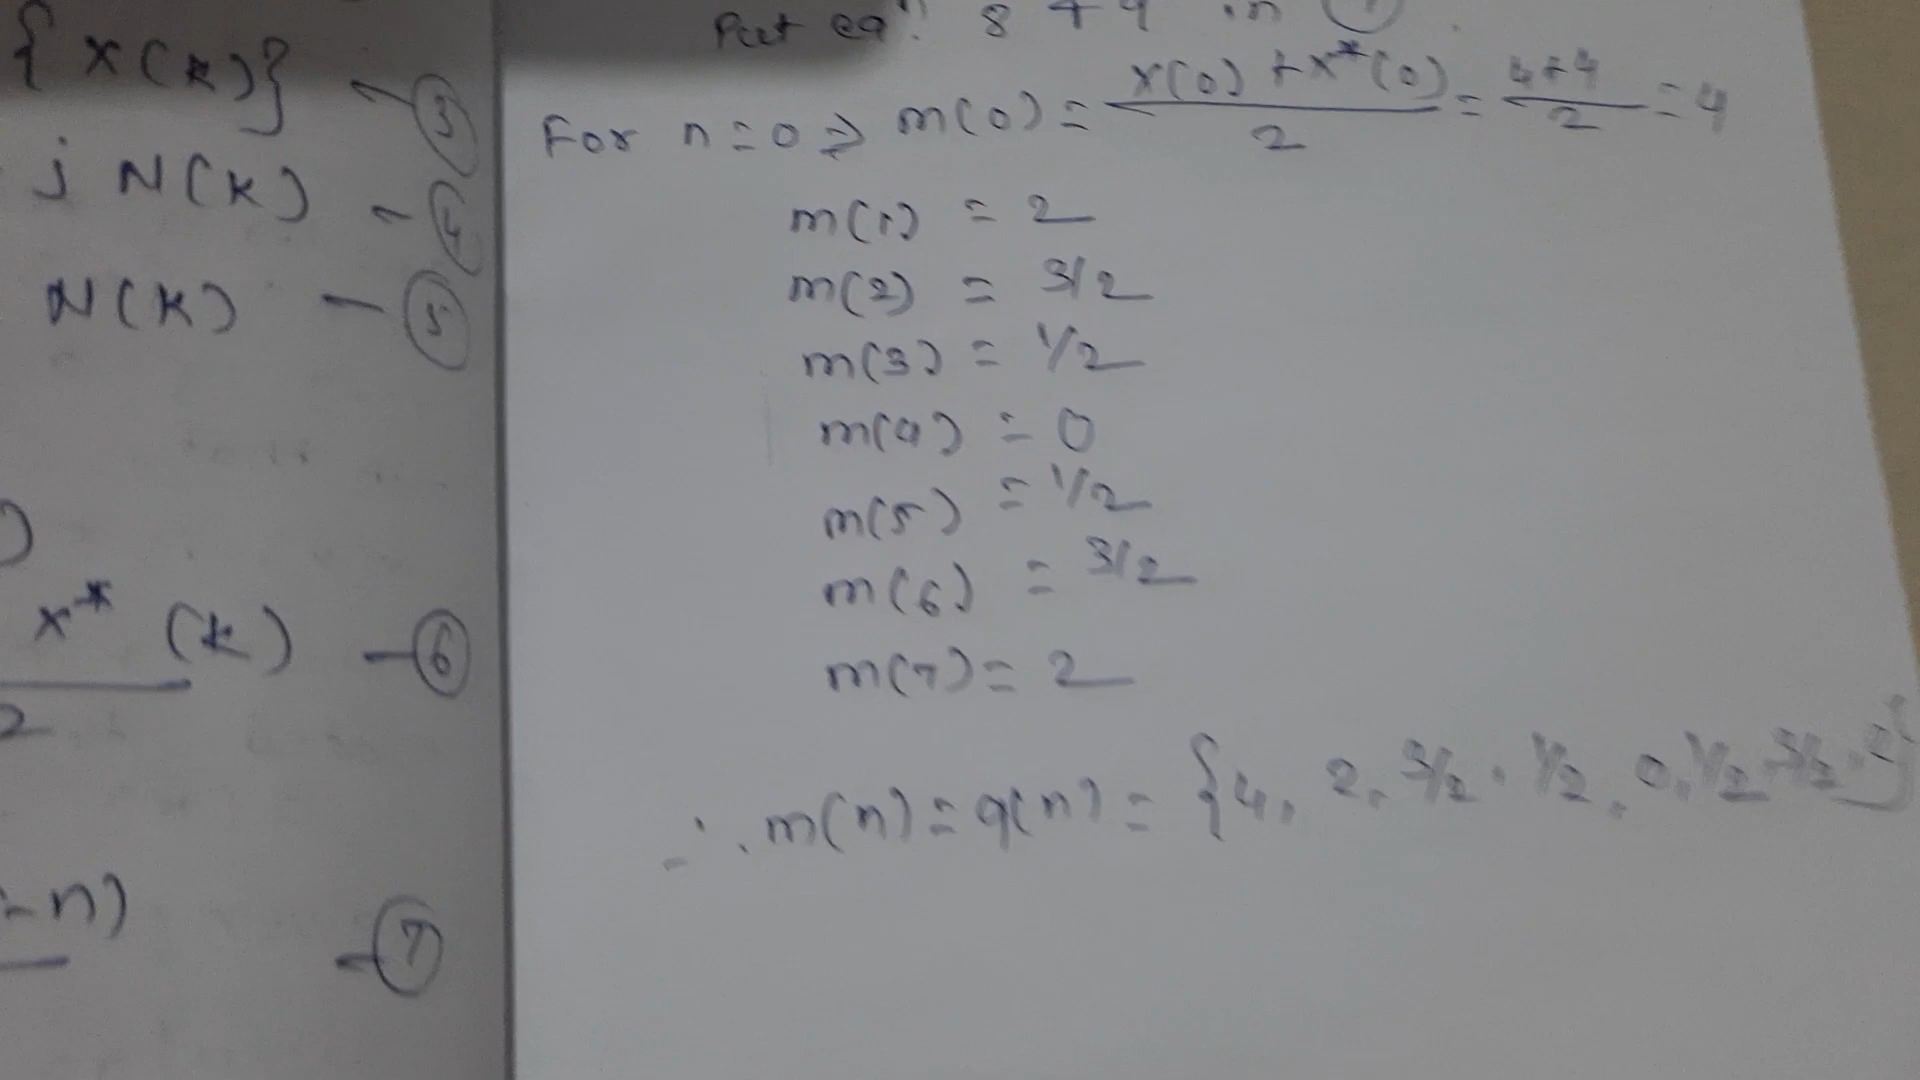 {x(k)} - ③
j N(k) - ④
N(k) - ⑤
)
x* (k) - ⑥
2
-n) - ⑦
Put eqn. 8 + 9 in
For n=0 ⇒ m(0) = x(0) + x*(0) / 2 = 4+4 / 2 = 4
m(1) = 2
m(2) = 3/2
m(3) = 1/2
m(4) = 0
m(5) = 1/2
m(6) = 3/2
m(7) = 2
∴ m(n) = q(n) = {4, 2, 3/2, 1/2, 0, 1/2, 3/2, 2}